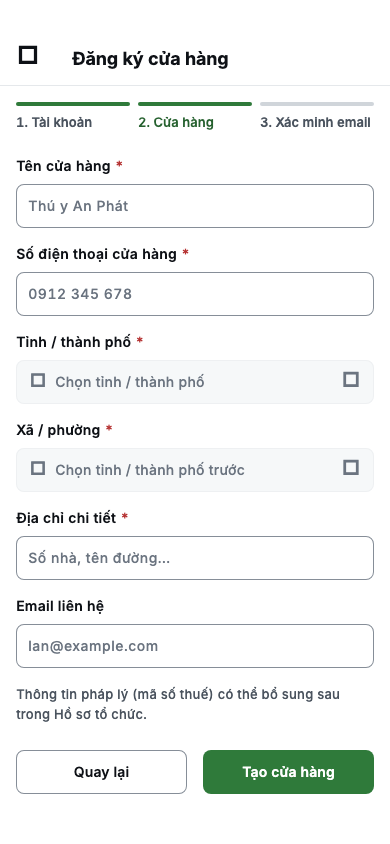 Đăng ký cửa hàng
1. Tài khoản
2. Cửa hàng
3. Xác minh email
Tên cửa hàng *
Thú y An Phát
Số điện thoại cửa hàng *
0912 345 678
Tỉnh / thành phố *
Chọn tỉnh / thành phố
Xã / phường *
Chọn tỉnh / thành phố trước
Địa chỉ chi tiết *
Số nhà, tên đường...
Email liên hệ
lan@example.com
Thông tin pháp lý (mã số thuế) có thể bổ sung sau
trong Hồ sơ tổ chức.
Quay lại
Tạo cửa hàng